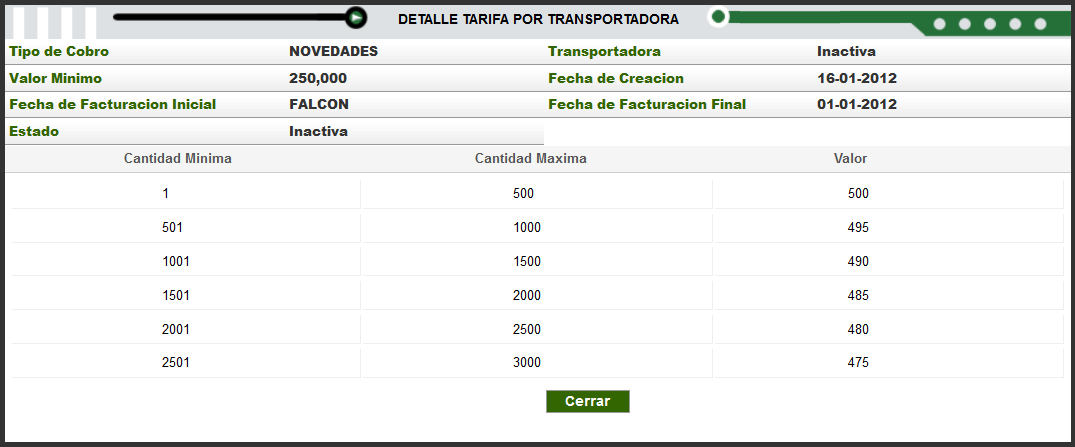 DETALLE TARIFA POR TRANSPORTADORA
Tipo de Cobro NOVEDADES Transportadora Inactiva
Valor Minimo 250,000 Fecha de Creacion 16-01-2012
Fecha de Facturacion Inicial FALCON Fecha de Facturacion Final 01-01-2012
Estado Inactiva
Cantidad Minima Cantidad Maxima Valor
1 500 500
501 1000 495
1001 1500 490
1501 2000 485
2001 2500 480
2501 3000 475
Cerrar